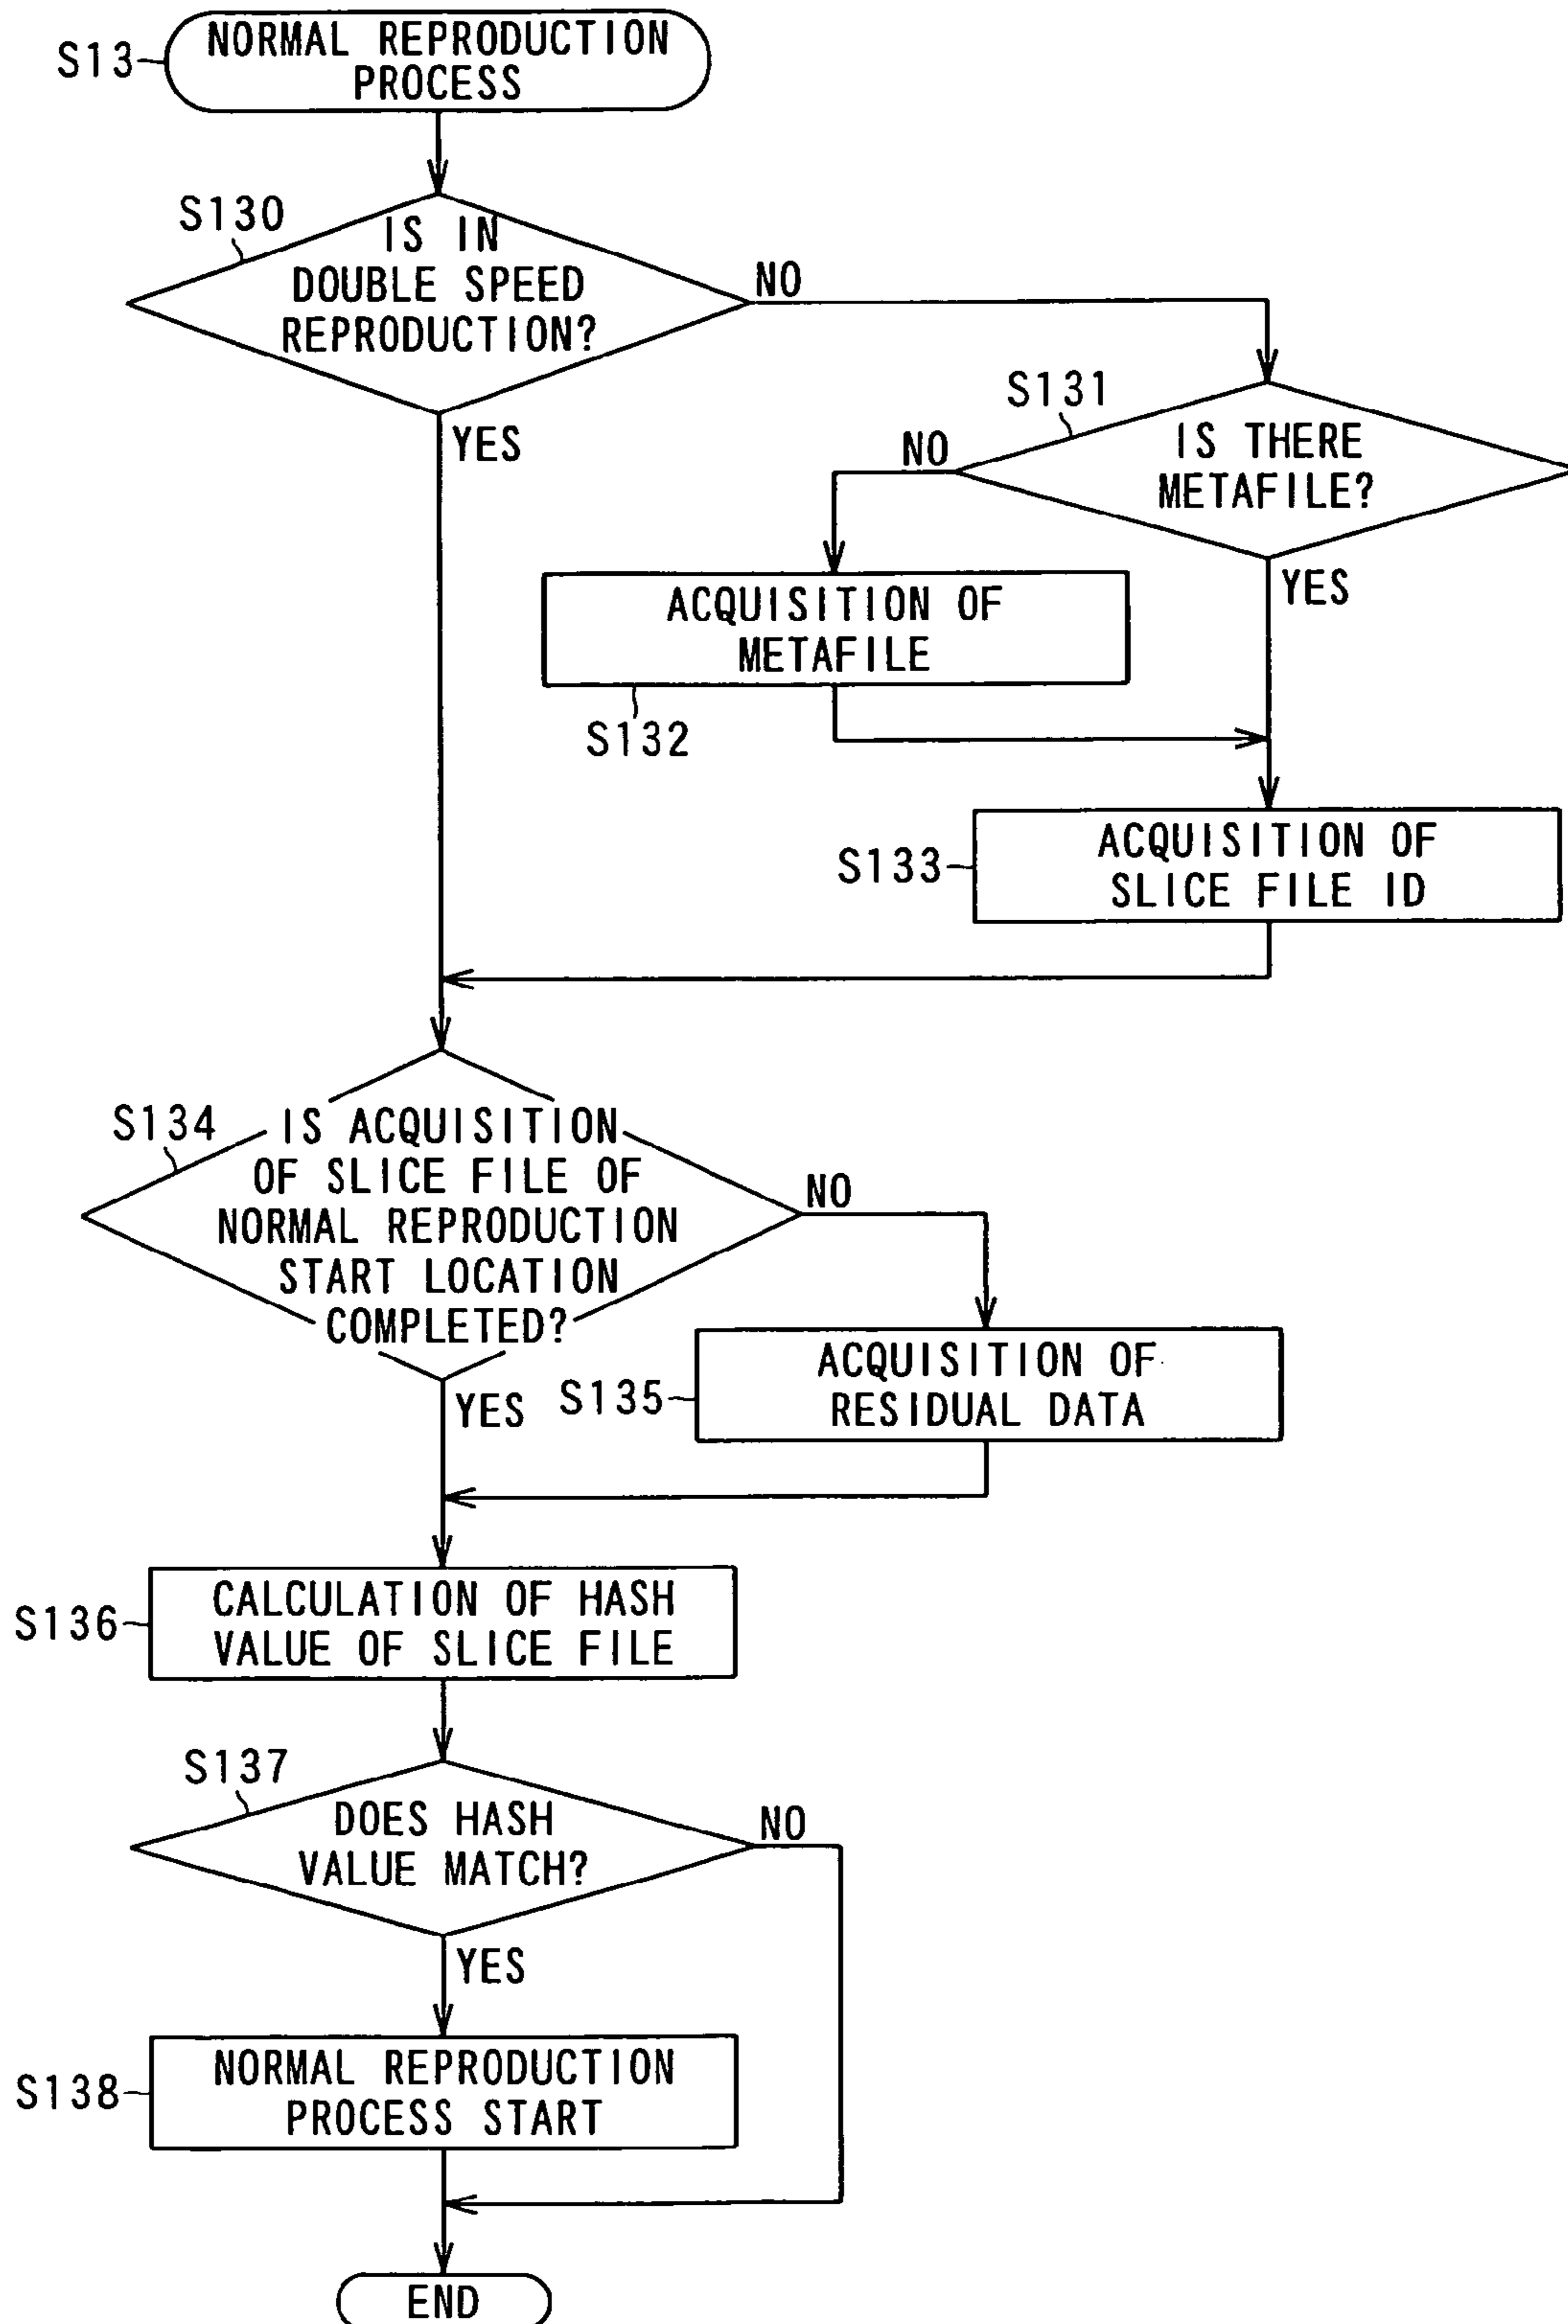 S13
NORMAL REPRODUCTION
PROCESS
S130
IS IN
DOUBLE SPEED
REPRODUCTION?
NO
YES
S131
IS THERE
METAFILE?
NO
YES
ACQUISITION OF
METAFILE
S132
S133
ACQUISITION OF
SLICE FILE ID
S134
IS ACQUISITION
OF SLICE FILE OF
NORMAL REPRODUCTION
START LOCATION
COMPLETED?
NO
YES
S135
ACQUISITION OF
RESIDUAL DATA
S136
CALCULATION OF HASH
VALUE OF SLICE FILE
S137
DOES HASH
VALUE MATCH?
NO
YES
S138
NORMAL REPRODUCTION
PROCESS START
END